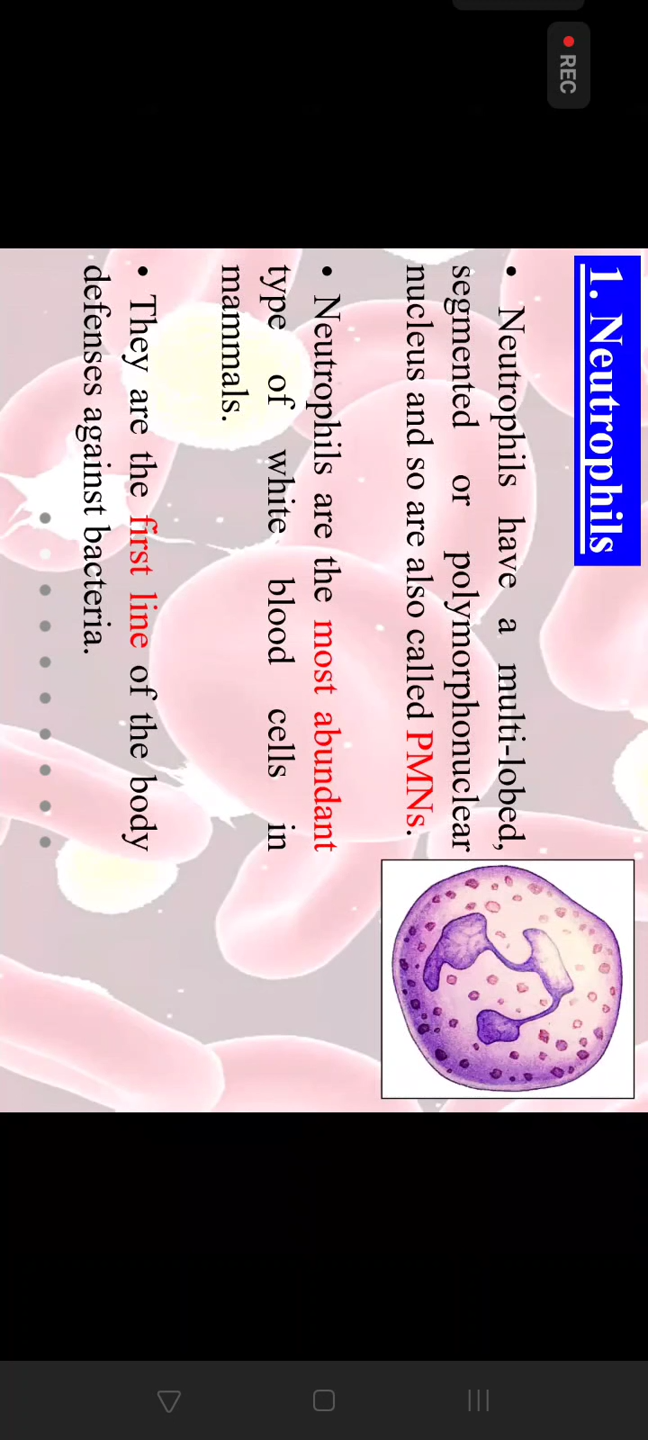 REC
1. Neutrophils
• Neutrophils have a multi-lobed,
segmented or polymorphonuclear
nucleus and so are also called PMNs.
• Neutrophils are the most abundant
type of white blood cells in
mammals.
• They are the first line of the body
defenses against bacteria.